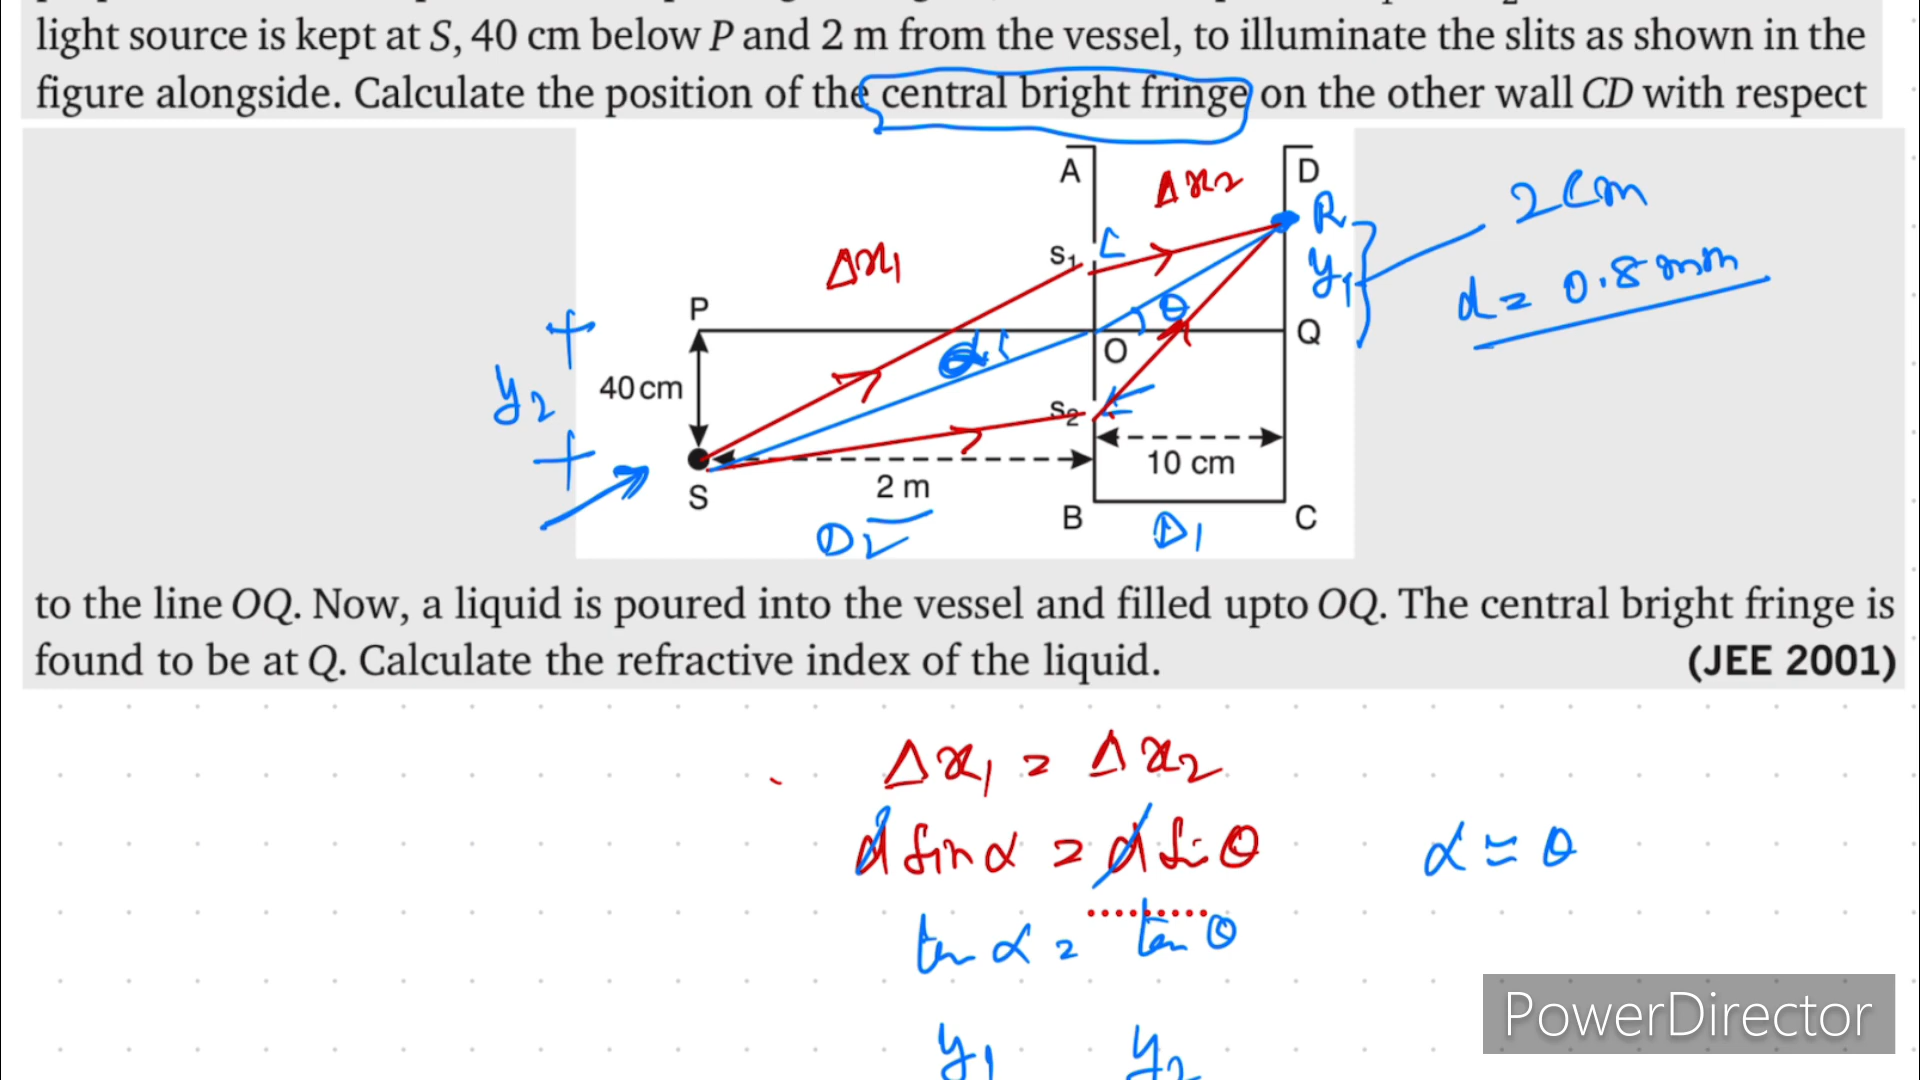 light source is kept at S, 40 cm below P and 2 m from the vessel, to illuminate the slits as shown in the
figure alongside. Calculate the position of the central bright fringe on the other wall CD with respect
A
D
Δx2
R
2 cm
S1
Δx1
y1
d = 0.8 mm
P
θ
Q
O
α
y2
40 cm
S2
10 cm
2 m
S
B
C
D2
D1
to the line OQ. Now, a liquid is poured into the vessel and filled upto OQ. The central bright fringe is
found to be at Q. Calculate the refractive index of the liquid.
(JEE 2001)
Δx1 = Δx2
d sin α = d sin θ
α ≈ θ
tan α = tan θ
PowerDirector
y1 y2